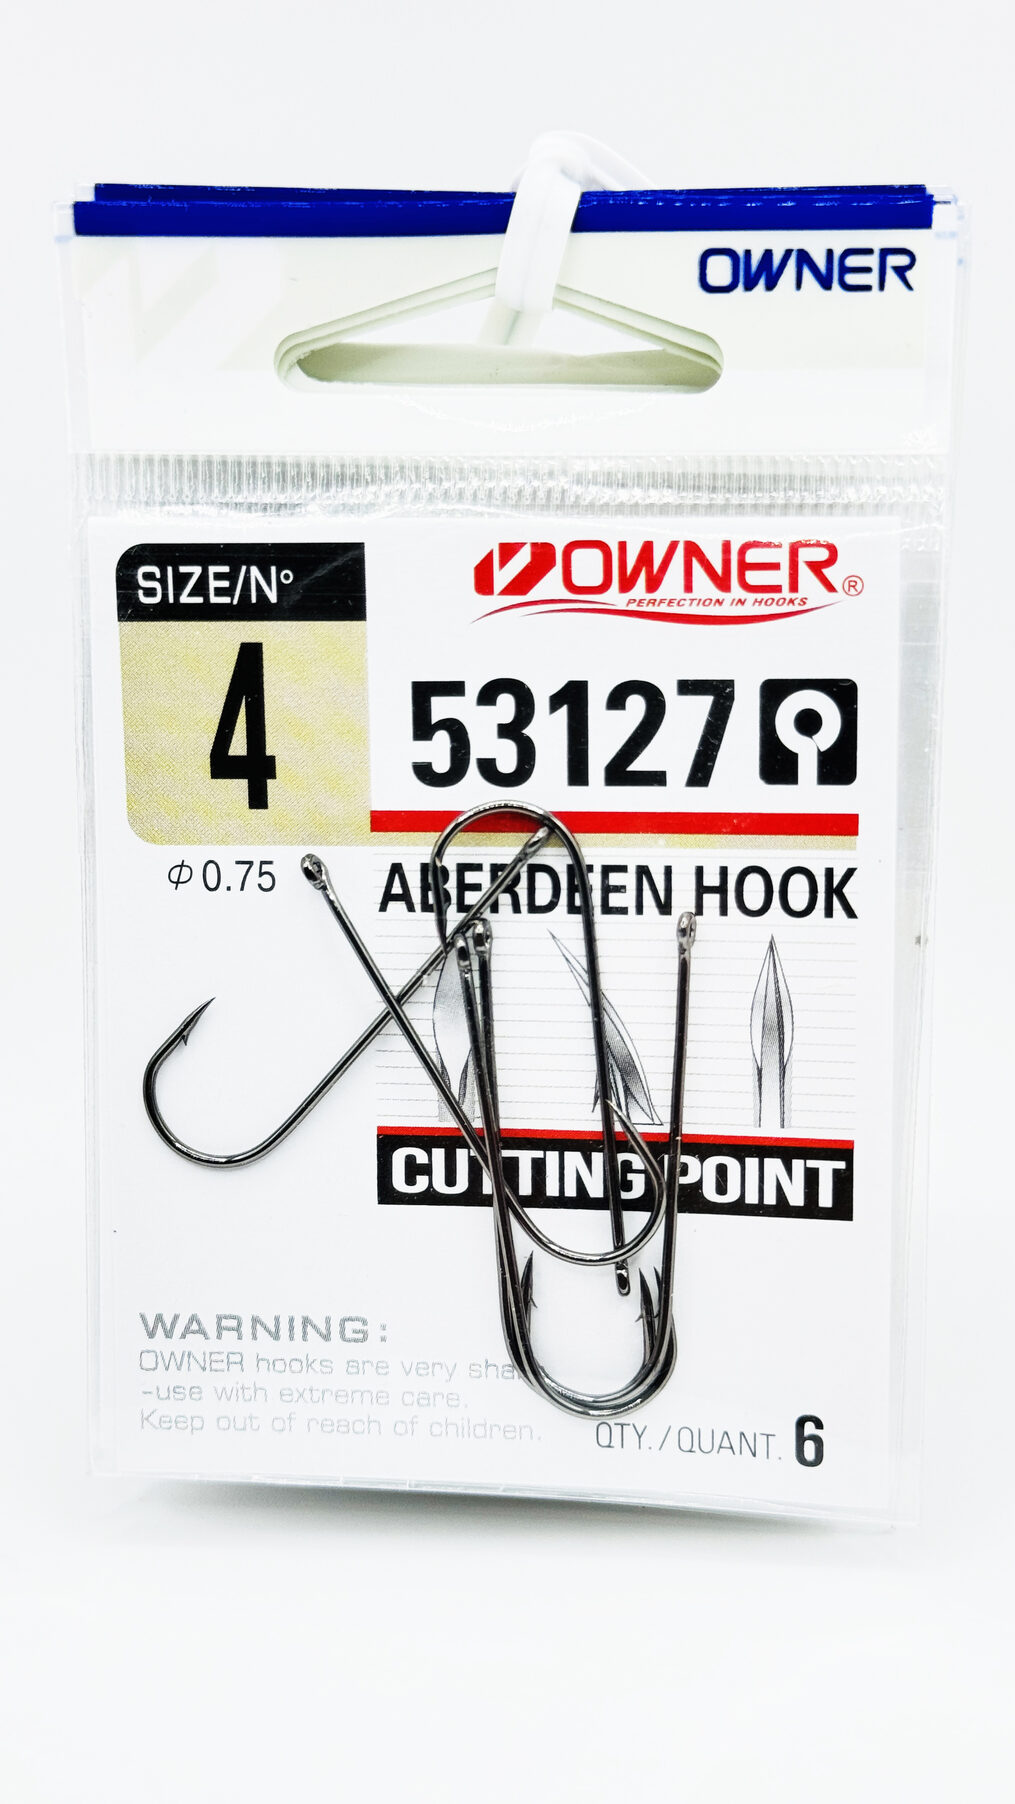 OWNER
SIZE/Nº
4
OWNER®
PERFECTION IN HOOKS
53127
Φ 0.75
ABERDEEN HOOK
CUTTING POINT
WARNING:
OWNER hooks are very
-use with extreme care.
Keep out of reach of children.
QTY./QUANT. 6